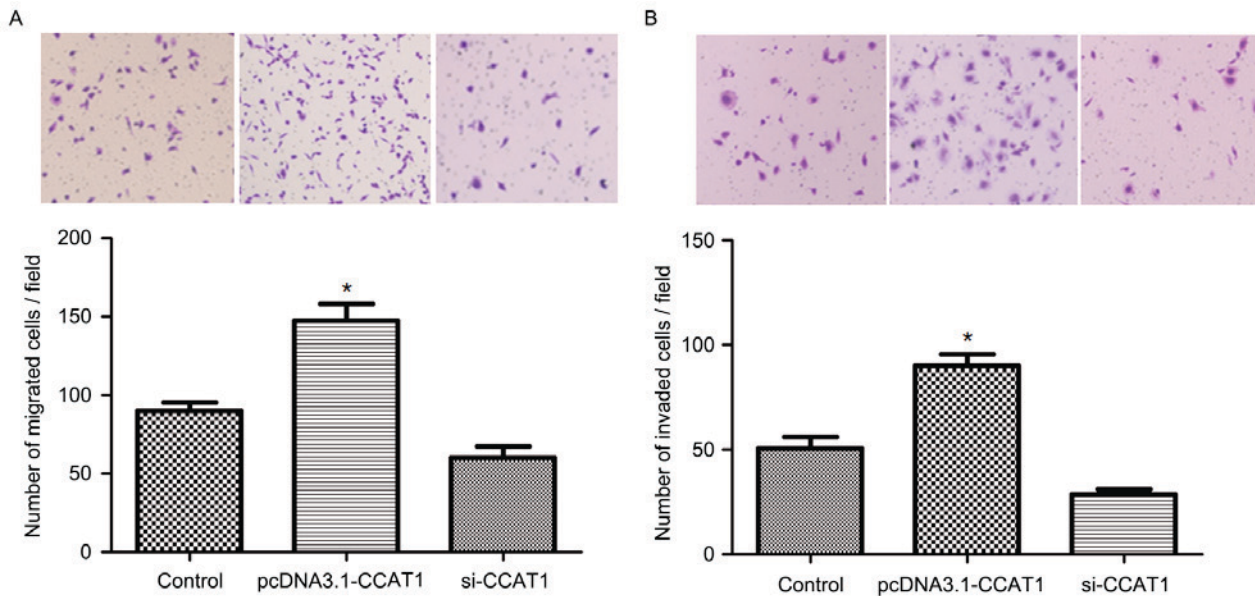 A
Number of migrated cells / field
200
150
100
50
0
*
Control
pcDNA3.1-CCAT1
si-CCAT1
B
Number of invaded cells / field
150
100
50
0
*
Control
pcDNA3.1-CCAT1
si-CCAT1